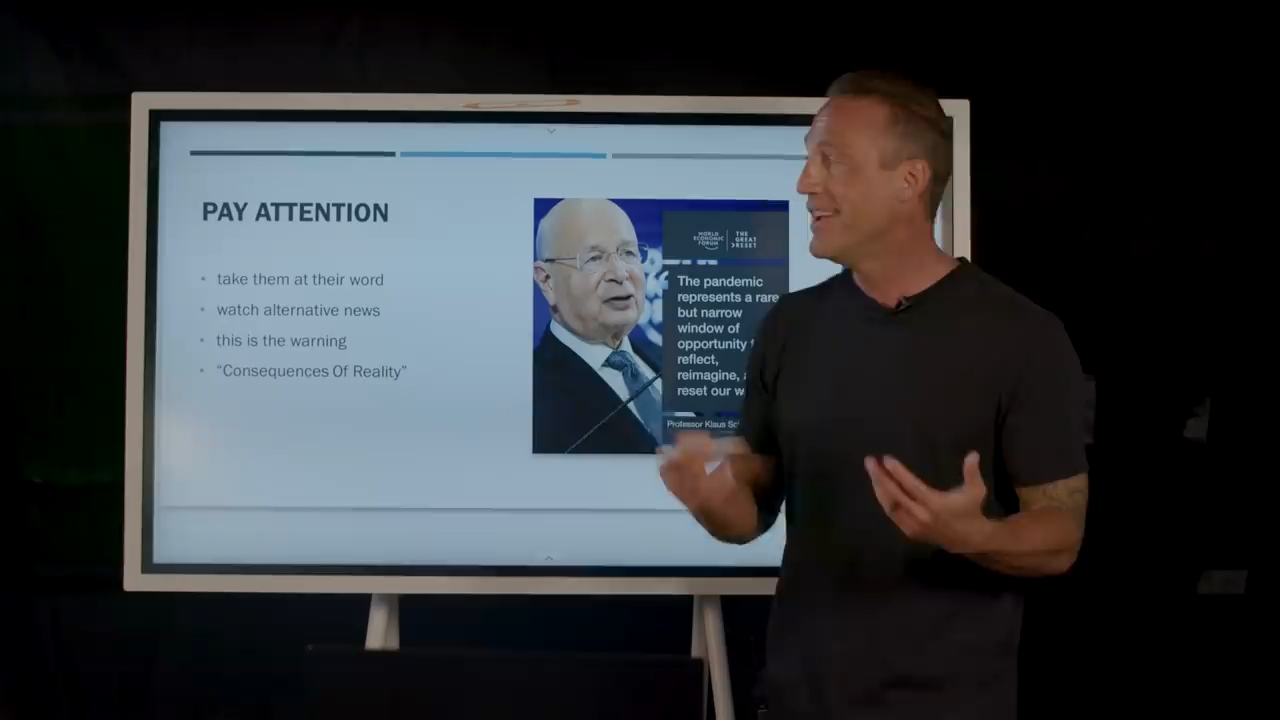 PAY ATTENTION
• take them at their word
• watch alternative news
• this is the warning
• “Consequences Of Reality”
WORLD
ECONOMIC
FORUM
THE
GREAT
RESET
The pandemic
represents a rare
but narrow
window of
opportunity
reflect,
reimagine,
reset our
Professor Klaus